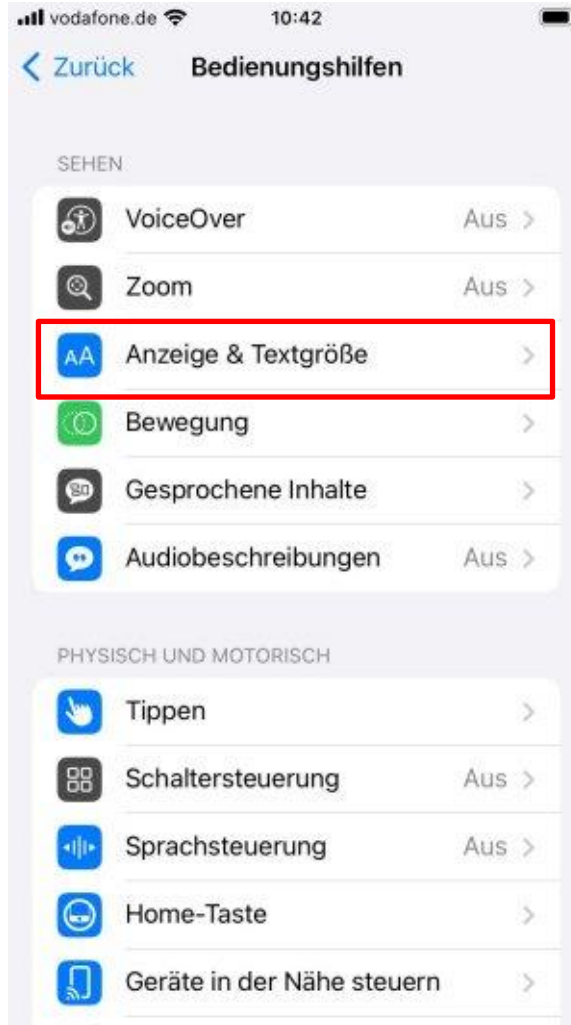 vodafone.de 10:42
Zurück Bedienungshilfen
SEHEN
VoiceOver Aus
Zoom Aus
AA Anzeige & Textgröße
Bewegung
Gesprochene Inhalte
Audiobeschreibungen Aus
PHYSISCH UND MOTORISCH
Tippen
Schaltersteuerung Aus
Sprachsteuerung Aus
Home-Taste
Geräte in der Nähe steuern